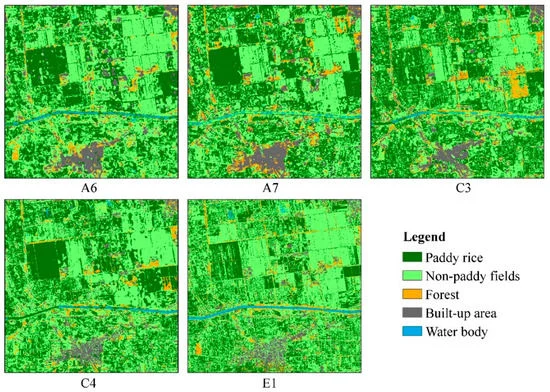 A6
A7
C3
C4
E1
Legend
Paddy rice
Non-paddy fields
Forest
Built-up area
Water body